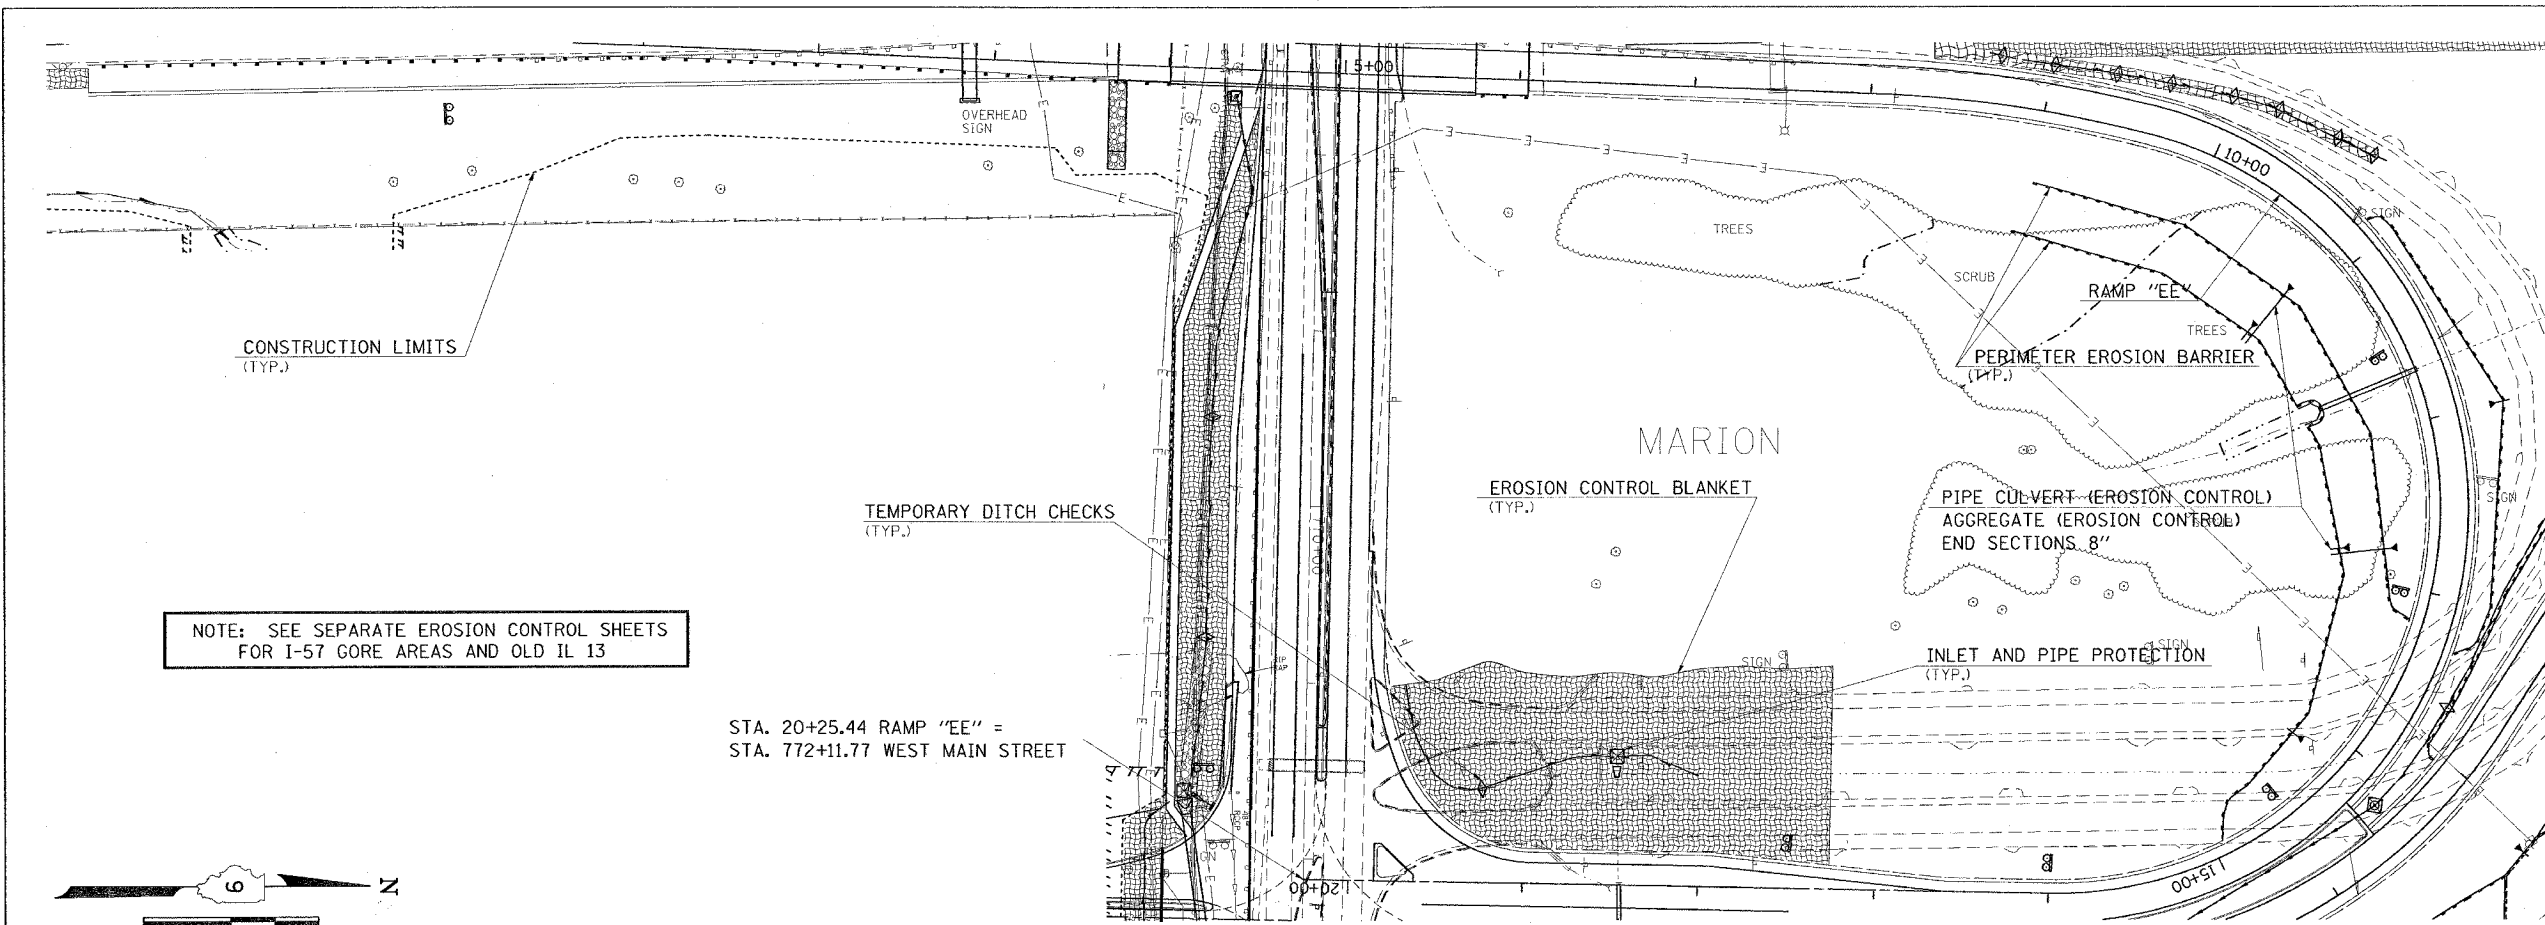 5+00
OVERHEAD
SIGN
10+00
SIGN
TREES
SCRUB
RAMP "EE"
TREES
CONSTRUCTION LIMITS
(TYP.)
PERIMETER EROSION BARRIER
(TYP.)
MARION
EROSION CONTROL BLANKET
(TYP.)
PIPE CULVERT (EROSION CONTROL)
AGGREGATE (EROSION CONTROL)
END SECTIONS 8"
SIGN
TEMPORARY DITCH CHECKS
(TYP.)
NOTE: SEE SEPARATE EROSION CONTROL SHEETS
FOR I-57 GORE AREAS AND OLD IL 13
SIGN
SIGN
INLET AND PIPE PROTECTION
(TYP.)
RIP
RAP
STA. 20+25.44 RAMP "EE" =
STA. 772+11.77 WEST MAIN STREET
20+00
15+00
N